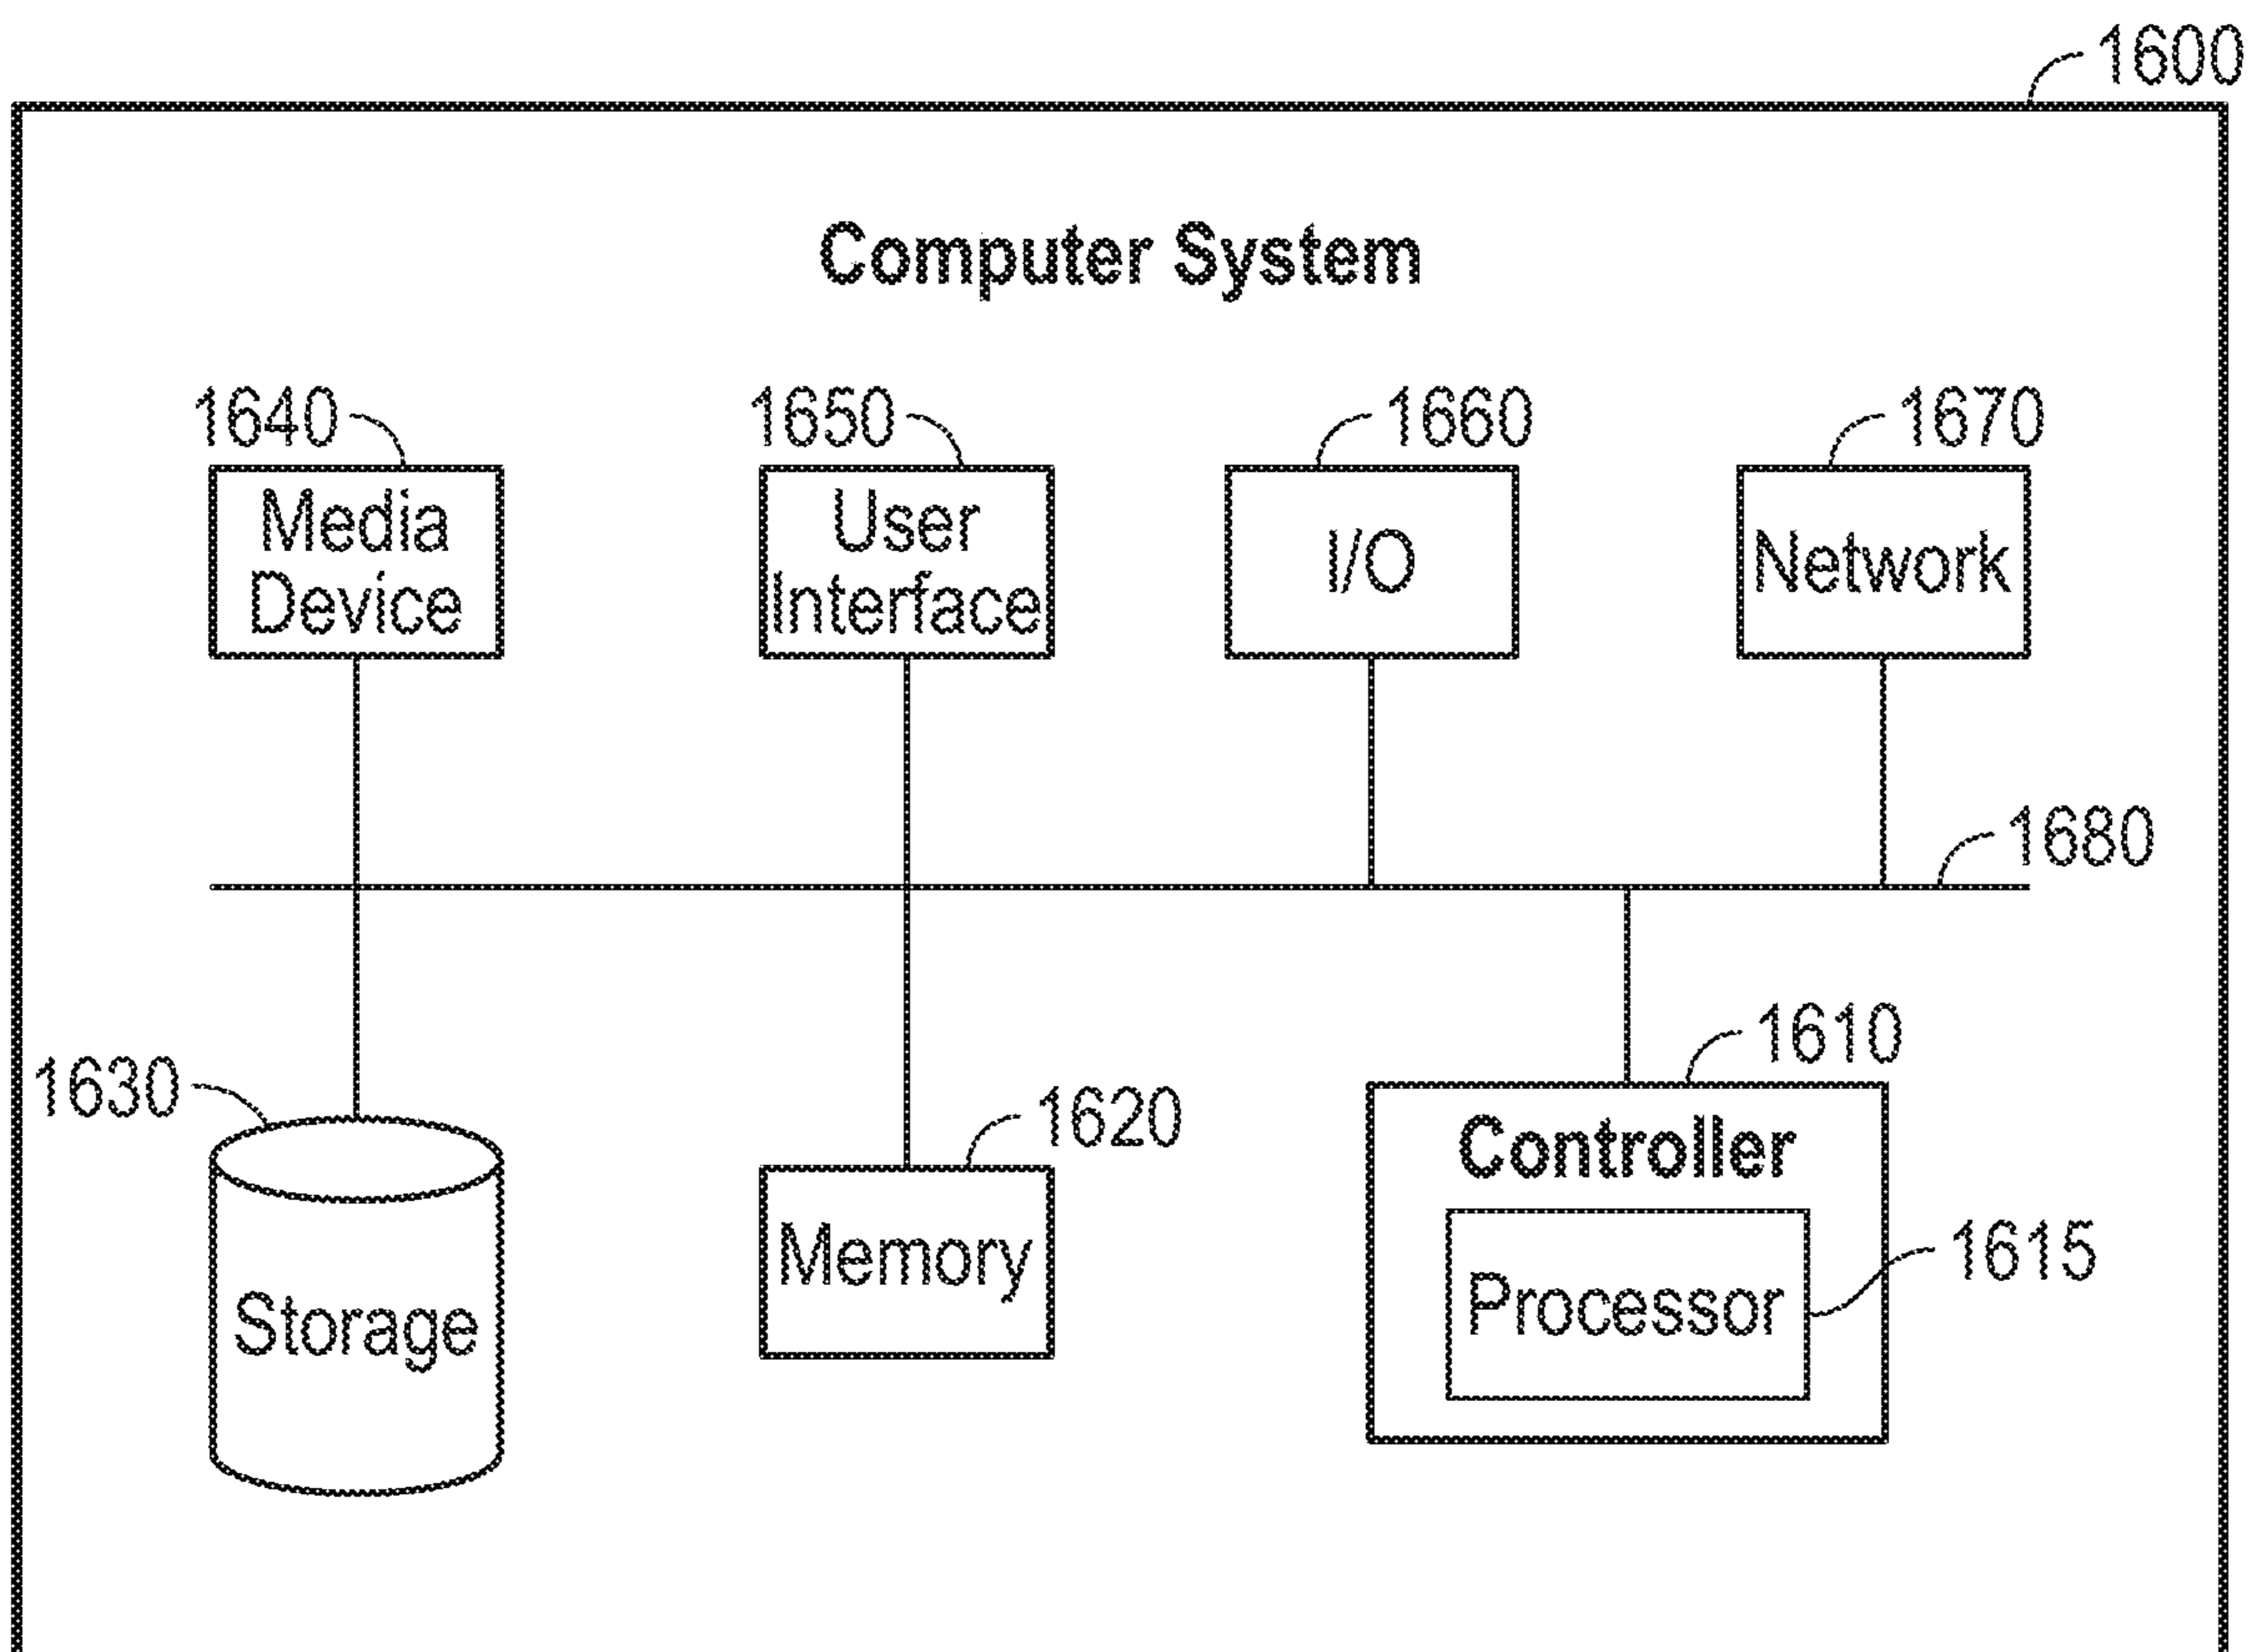 1600
Computer System
1640
1650
1660
1670
Media
Device
User
Interface
I/O
Network
1680
1630
1620
1610
Storage
Memory
Controller
Processor
1615